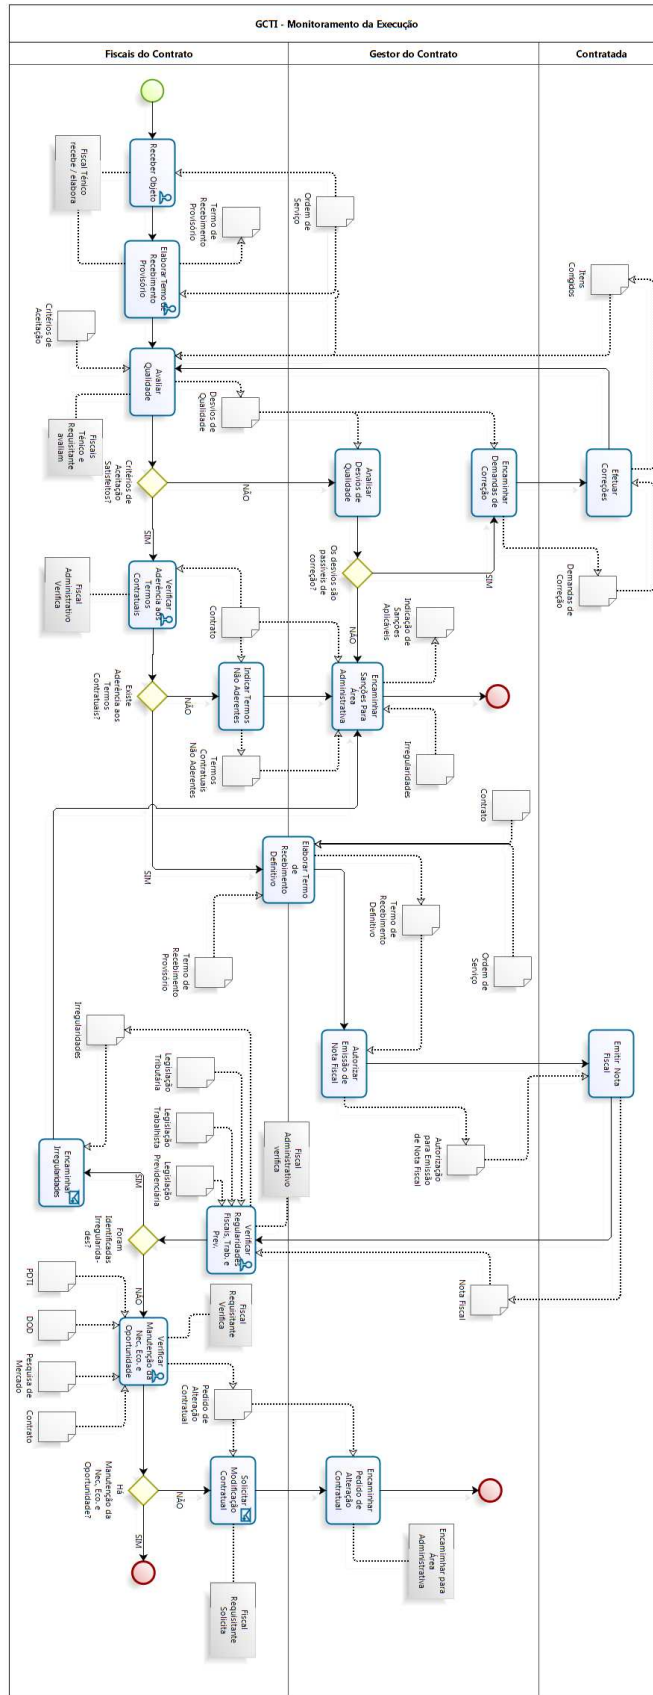 GCTI - Monitoramento da Execução
Fiscais do Contrato
Gestor do Contrato
Contratada
Receber Objeto
Fiscal Ténico
recebe / elabora
Elaborar Termo de
Recebimento
Provisório
Termo de
Recebimento
Provisório
Ordem de
Serviço
Itens
Corrigidos
Critérios de
Aceitação
Avaliar
Qualidade
Fiscais
Ténico e
Requisitante
avaliam
Desvios de
Qualidade
Critérios de
Aceitação
Satisfeitos?
NÃO
SIM
Analisar
Desvios de
Qualidade
Encaminhar
Demandas de
Correção
Efetuar
Correções
Os desvios são
passíveis de
correção?
SIM
NÃO
Demandas de
Correção
Verificar
Aderência aos
Termos
Contratuais
Fiscal
Administrativo
Verifica
Contrato
Indicação de
Sanções
Aplicáveis
Existe
Aderência aos
Termos
Contratuais?
NÃO
SIM
Indicar Termos
Não Aderentes
Encaminhar
Sanções Para
Área
Administrativa
Termos
Contratuais
Não Aderentes
Irregularidades
Contrato
Elaborar Termo
de
Recebimento
Definitivo
Termo de
Recebimento
Definitivo
Termo de
Recebimento
Provisório
Ordem de
Serviço
Autorizar
Emissão de
Nota Fiscal
Emitir Nota
Fiscal
Autorização
para Emissão
de Nota Fiscal
Irregularidades
Legislação
Tributária
Legislação
Trabalhista
Legislação
Previdenciária
Fiscal
Administrativo
verifica
Encaminhar
Irregularidades
SIM
Foram
Identificadas
Irregularida-
des?
NÃO
Verificar
Regularidades
Fiscais, Trab. e
Prev.
Nota Fiscal
PDTI
DOD
Pesquisa de
Mercado
Contrato
Verificar
Manutenção da
Nec, Eco. e
Oportunidade
Fiscal
Requisitante
Verifica
Pedido de
Alteração
Contratual
Há
Manutenção da
Nec, Eco. e
Oportunidade?
NÃO
SIM
Solicitar
Modificação
Contratual
Encaminhar
Pedido de
Alteração
Contratual
Fiscal
Requisitante
Solicita
Encamimhar para
Área
Administrativa